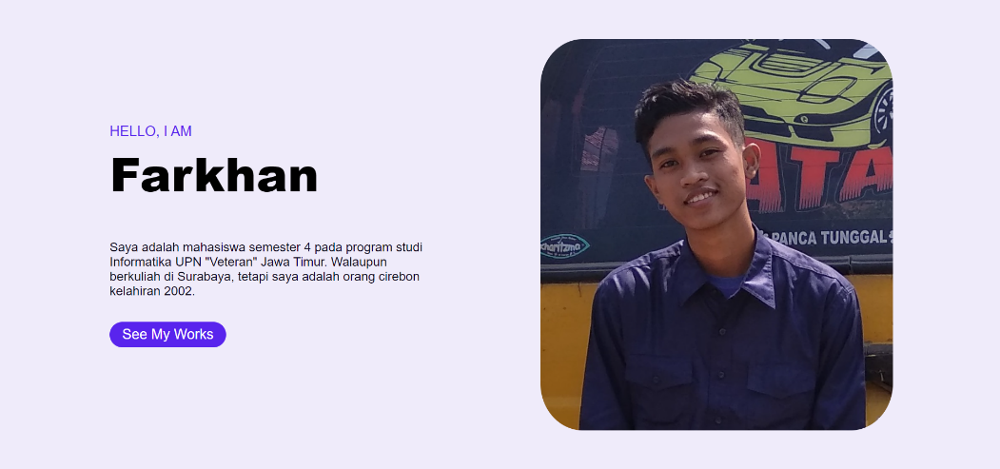 HELLO, I AM
Farkhan
Saya adalah mahasiswa semester 4 pada program studi
Informatika UPN "Veteran" Jawa Timur. Walaupun
berkuliah di Surabaya, tetapi saya adalah orang cirebon
kelahiran 2002.
See My Works
ATA
PANCA TUNGGAL
Charitzma